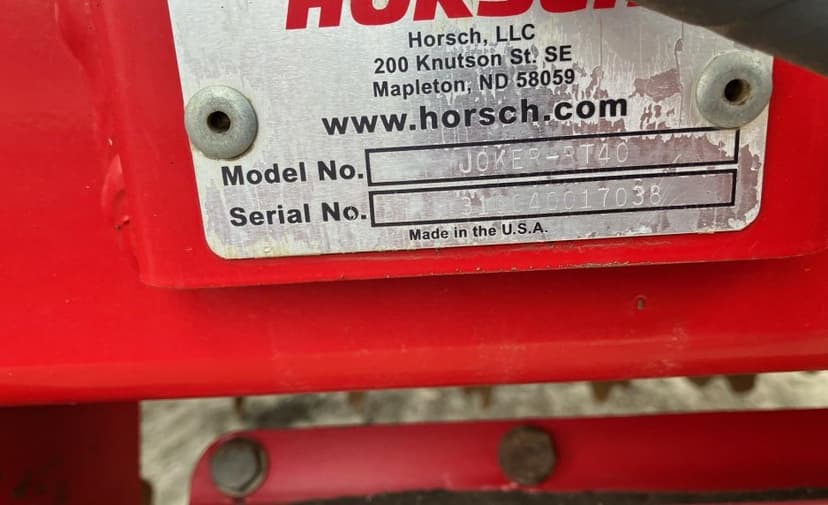 HORSCH
Horsch, LLC
200 Knutson St. SE
Mapleton, ND 58059
www.horsch.com
Model No. JOKER-RT40
Serial No.
Made in the U.S.A.